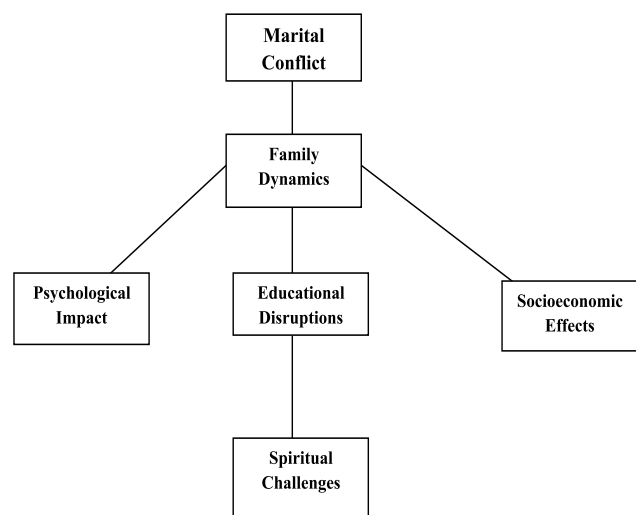 Marital
Conflict
Family
Dynamics
Psychological
Impact
Educational
Disruptions
Socioeconomic
Effects
Spiritual
Challenges